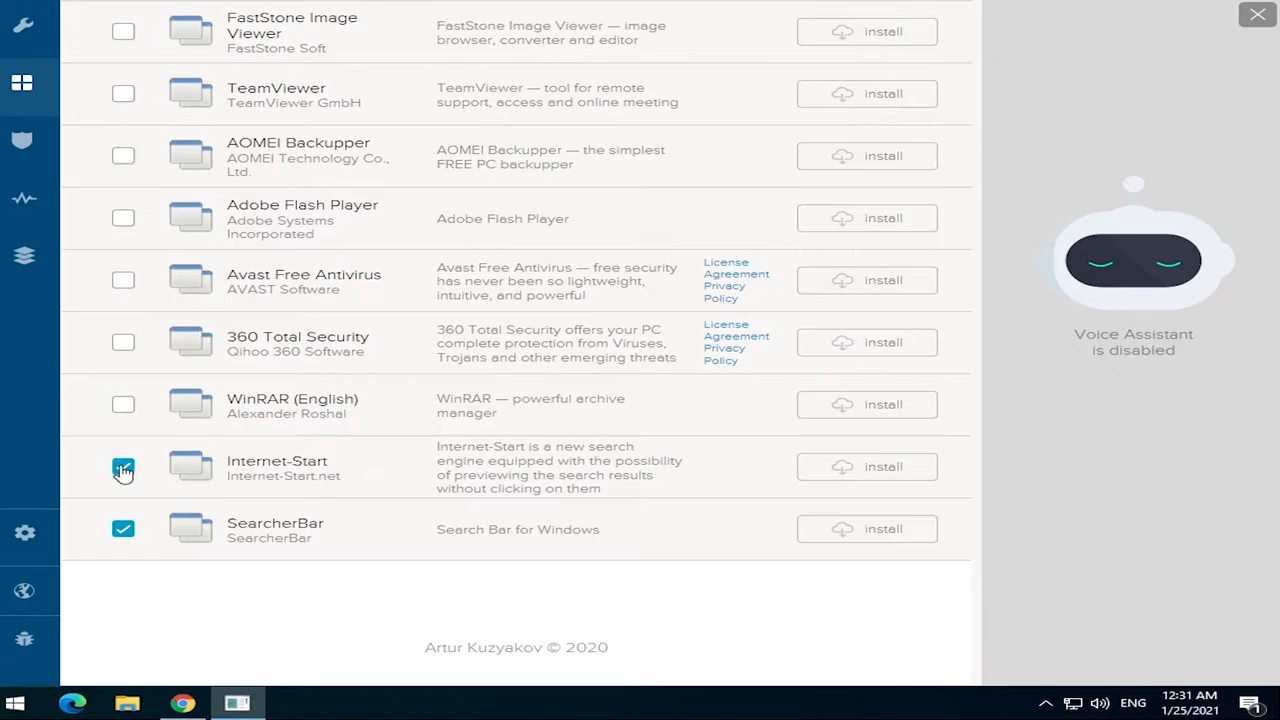 FastStone Image
Viewer
FastStone Soft
FastStone Image Viewer — image
browser, converter and editor
install
TeamViewer
TeamViewer GmbH
TeamViewer — tool for remote
support, access and online meeting
install
AOMEI Backupper
AOMEI Technology Co.,
Ltd.
AOMEI Backupper — the simplest
FREE PC backupper
install
Adobe Flash Player
Adobe Systems
Incorporated
Adobe Flash Player
install
Avast Free Antivirus
AVAST Software
Avast Free Antivirus — free security
has never been so lightweight,
intuitive, and powerful
License
Agreement
Privacy
Policy
install
360 Total Security
Qihoo 360 Software
360 Total Security offers your PC
complete protection from Viruses,
Trojans and other emerging threats
License
Agreement
Privacy
Policy
install
WinRAR (English)
Alexander Roshal
WinRAR — powerful archive
manager
install
Internet-Start
Internet-Start.net
Internet-Start is a new search
engine equipped with the possibility
of previewing the search results
without clicking on them
install
SearcherBar
SearcherBar
Search Bar for Windows
install
Artur Kuzyakov © 2020
Voice Assistant
is disabled
ENG
12:31 AM
1/25/2021
1